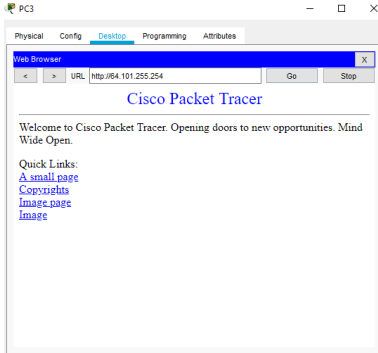 PC3
Physical Config Desktop Programming Attributes
Web Browser X
< > URL http://64.101.255.254 Go Stop
Cisco Packet Tracer
Welcome to Cisco Packet Tracer. Opening doors to new opportunities. Mind
Wide Open.
Quick Links:
A small page
Copyrights
Image page
Image